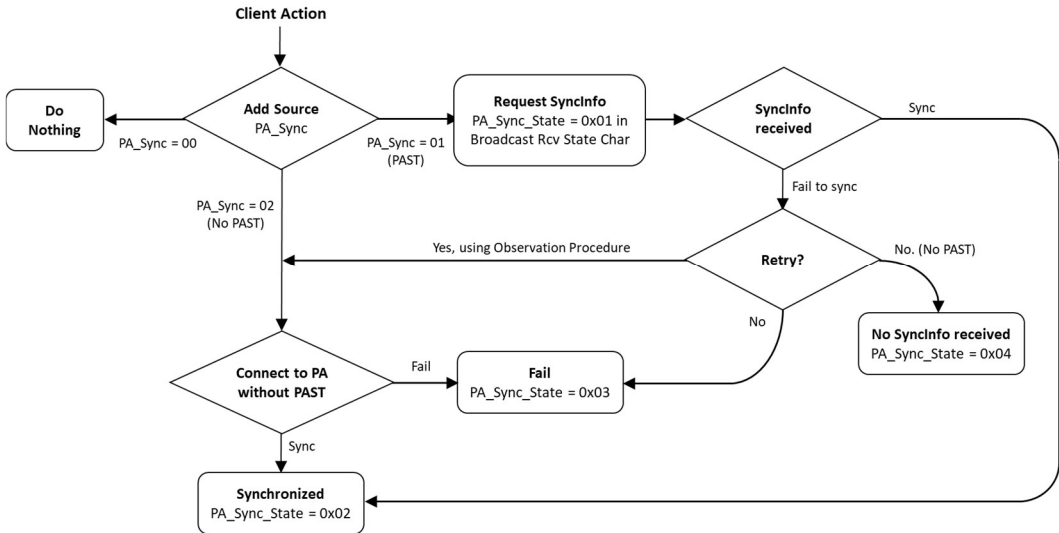 Client Action
Do
Nothing
PA_Sync = 00
Add Source
PA_Sync
PA_Sync = 01
(PAST)
Request SyncInfo
PA_Sync_State = 0x01 in
Broadcast Rcv State Char
SyncInfo
received
Sync
Fail to sync
PA_Sync = 02
(No PAST)
Yes, using Observation Procedure
Retry?
No. (No PAST)
No
No SyncInfo received
PA_Sync_State = 0x04
Connect to PA
without PAST
Fail
Fail
PA_Sync_State = 0x03
Sync
Synchronized
PA_Sync_State = 0x02